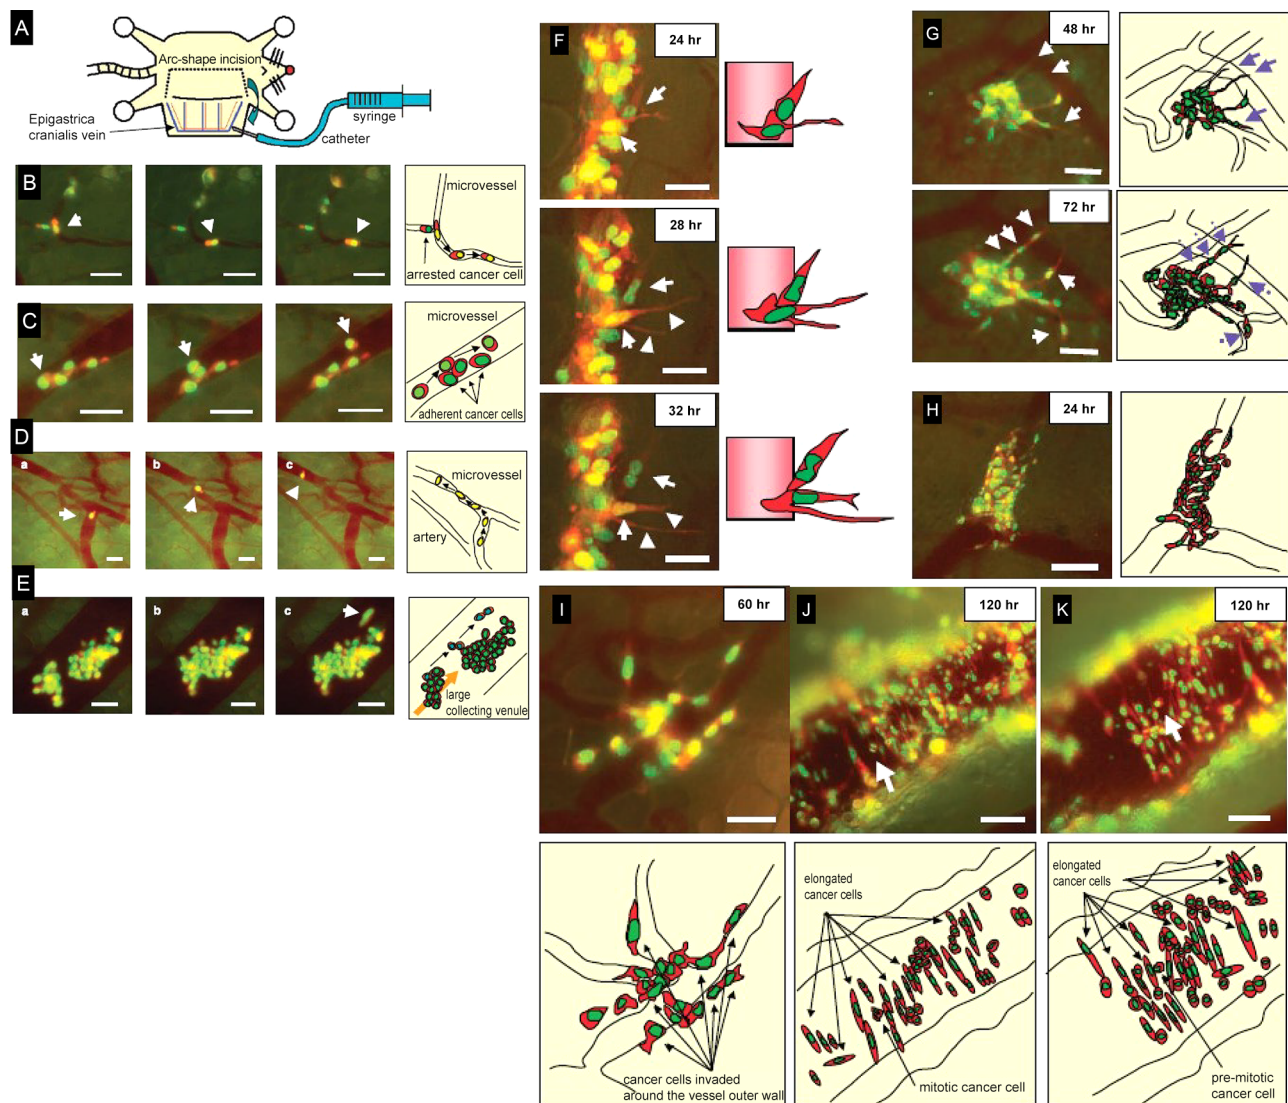 A
Arc-shape incision
Epigastrica
cranialis vein
catheter
syringe
B
microvessel
arrested cancer cell
C
microvessel
adherent cancer cells
D
a
b
c
microvessel
artery
E
a
b
c
large
collecting venule
F
24 hr
28 hr
32 hr
G
48 hr
72 hr
H
24 hr
I
60 hr
J
120 hr
K
120 hr
cancer cells invaded
around the vessel outer wall
elongated
cancer cells
mitotic cancer cell
elongated
cancer cells
pre-mitotic
cancer cell